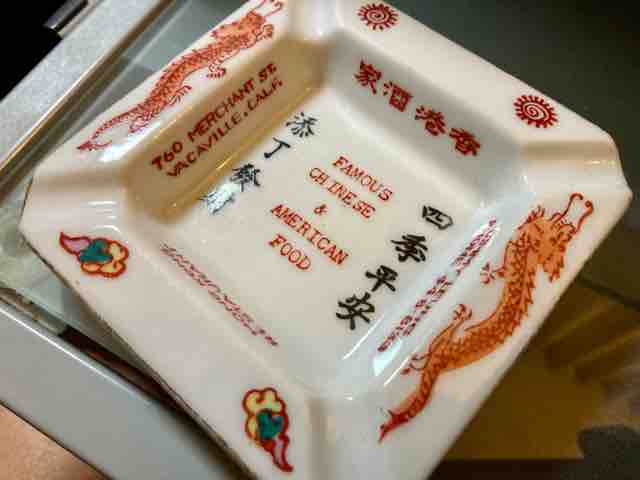 香港酒家
760 MERCHANT ST.
VACAVILLE, CALF.
四季平安
添丁發財
FAMOUS
CHINESE
&
AMERICAN
FOOD